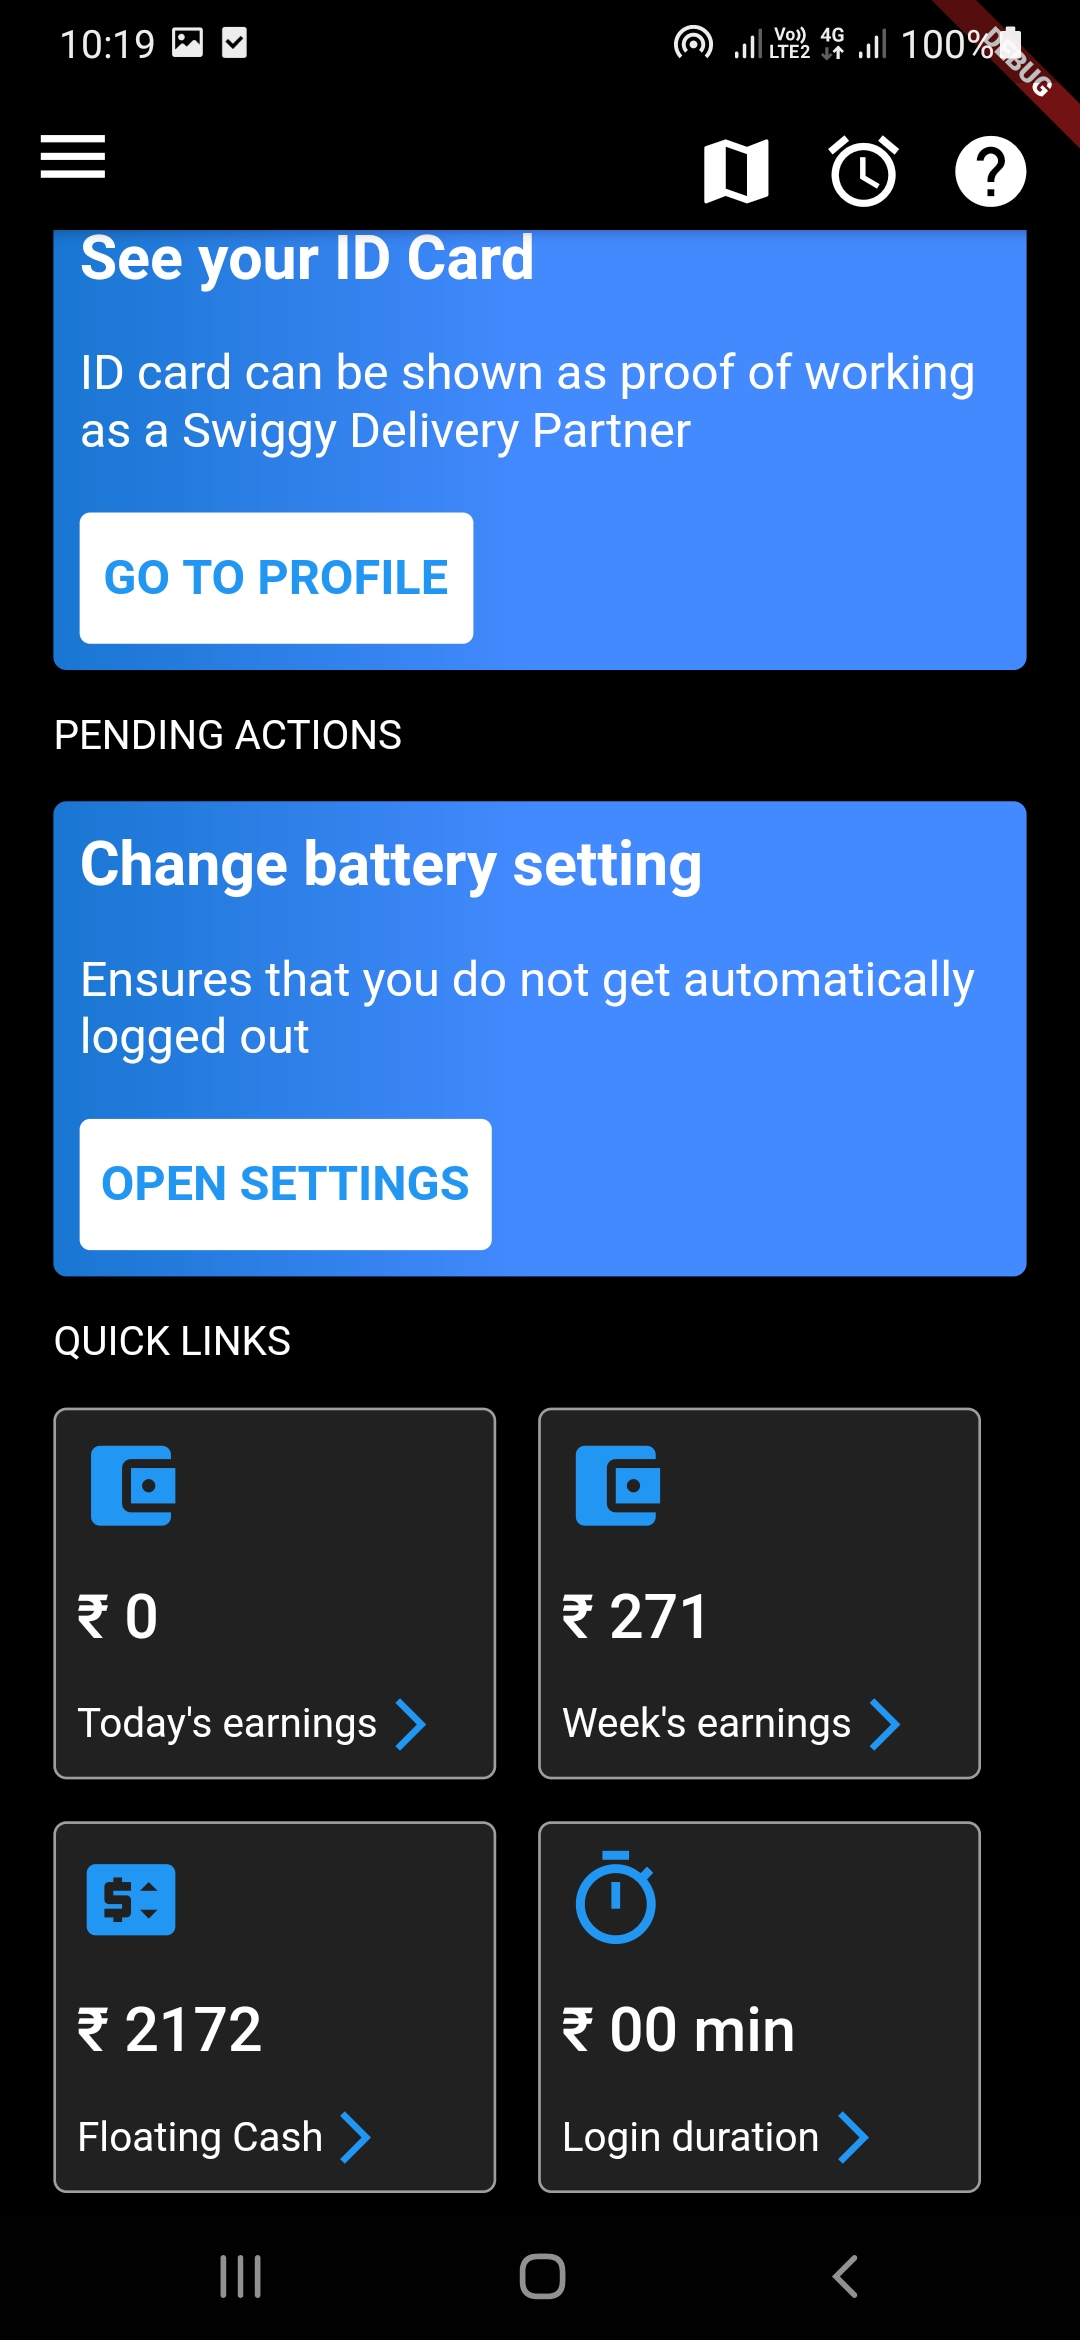 10:19
Vo)) LTE2 4G 100%
DEBUG
See your ID Card
ID card can be shown as proof of working
as a Swiggy Delivery Partner
GO TO PROFILE
PENDING ACTIONS
Change battery setting
Ensures that you do not get automatically
logged out
OPEN SETTINGS
QUICK LINKS
₹ 0
Today's earnings
₹ 271
Week's earnings
₹ 2172
Floating Cash
₹ 00 min
Login duration